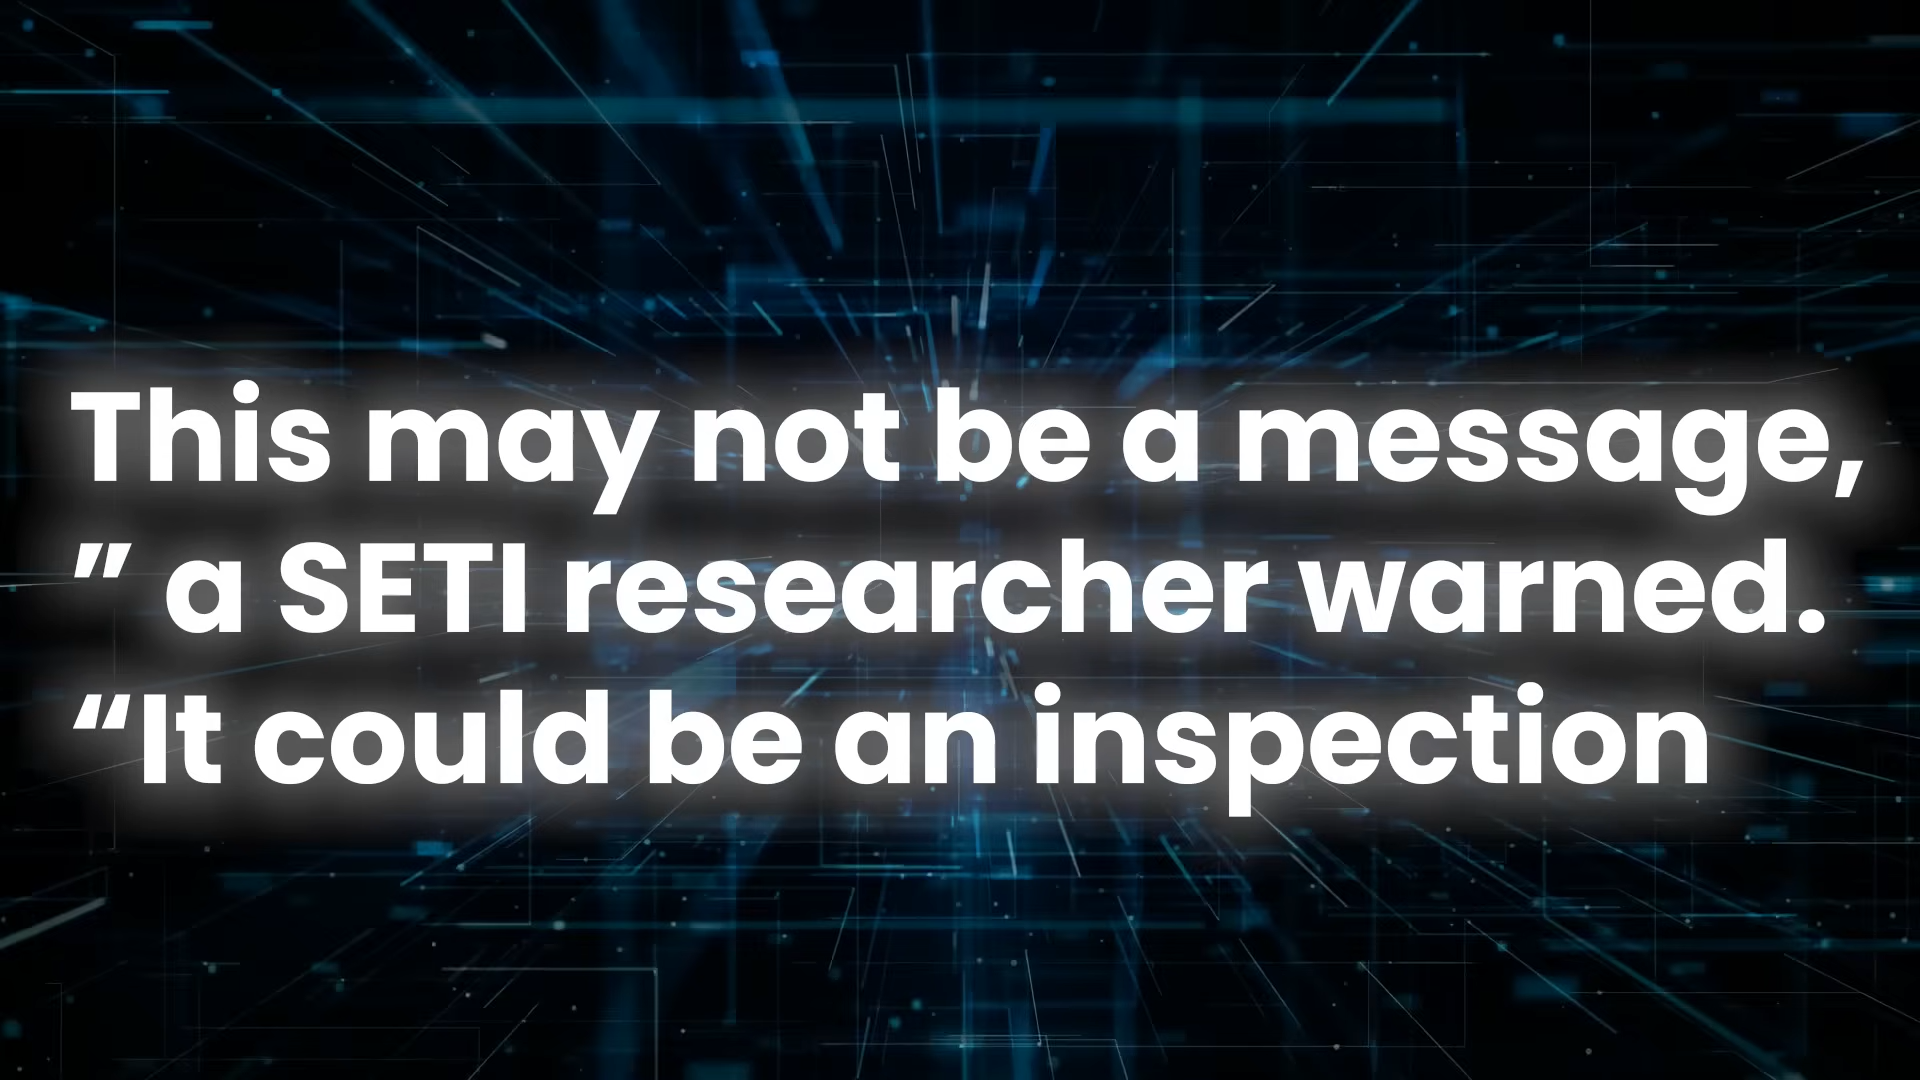 This may not be a message,
” a SETI researcher warned.
“It could be an inspection